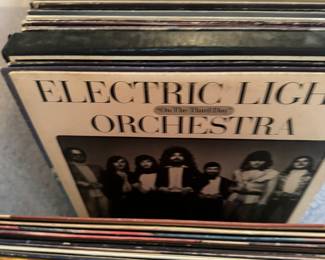 ELECTRIC LIGH
"On The Third Day"
ORCHESTRA